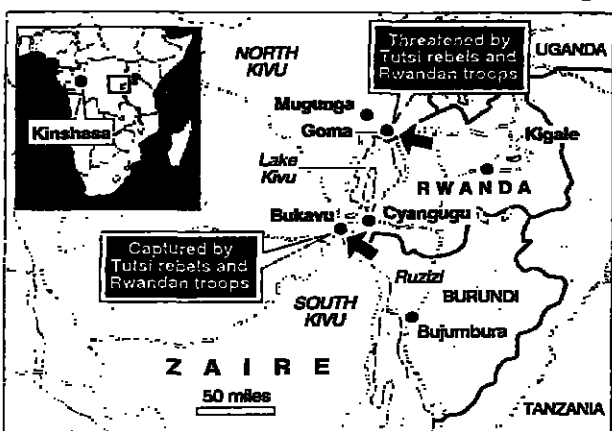 Kinshasa
NORTH
KIVU
Threatened by
Tutsi rebels and
Rwandan troops
UGANDA
Mugunga
Goma
Kigale
Lake
Kivu
RWANDA
Bukavu
Cyangugu
Captured by
Tutsi rebels and
Rwandan troops
Ruzizi
SOUTH
KIVU
BURUNDI
Bujumbura
ZAIRE
50 miles
TANZANIA